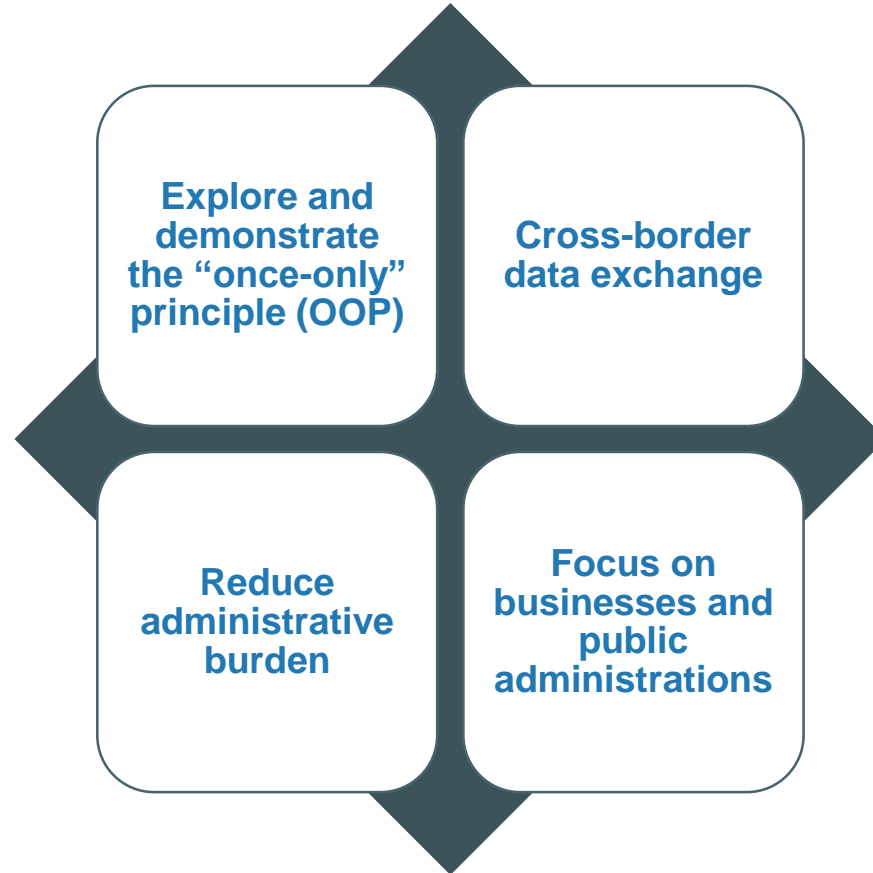 Explore and
demonstrate
the “once-only”
principle (OOP)
Cross-border
data exchange
Reduce
administrative
burden
Focus on
businesses and
public
administrations